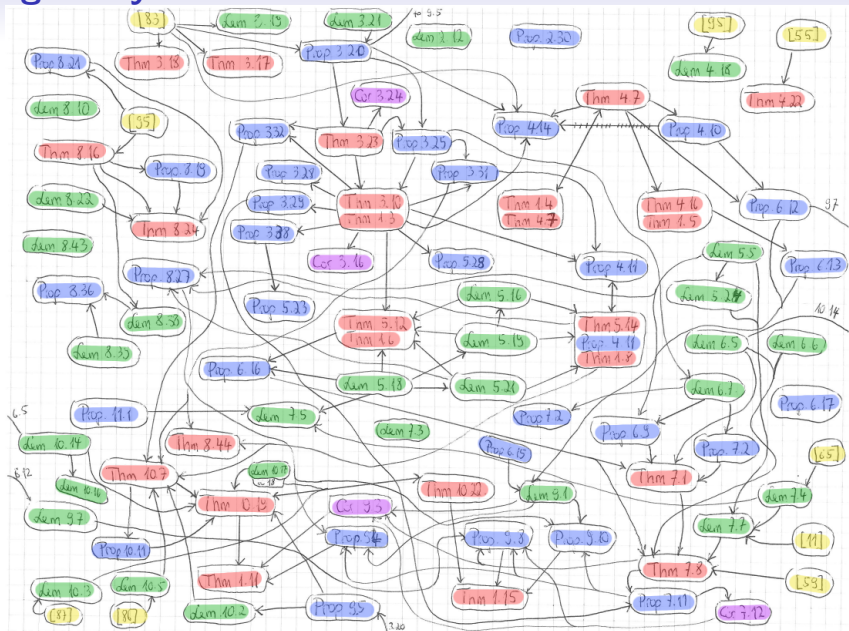 [83]
Lem 3.19
Lem 3.21
to 9.5
Lem 2.12
Prop 2.30
[95]
[55]
Prop 8.21
Thm 3.18
Thm 3.17
Prop 3.20
Lem 4.18
Thm 4.22
Lem 8.10
[55]
Cor 3.24
Thm 4.7
Prop 3.32
Thm 3.23
Prop 3.25
Prop 4.14
Prop 4.10
Thm 8.16
Prop 8.19
Prop 3.31
Lem 8.22
Prop 3.29
Thm 3.10
Thm 1.3
Thm 1.4
Thm 4.7
Thm 4.16
Thm 1.5
Prop 6.12
97
Thm 8.24
Prop 3.38
Lem 8.43
Cor 3.16
Prop 5.28
Prop 4.11
Lem 5.5
Prop 6.13
Prop 8.27
Prop 8.36
Prop 5.23
Lem 5.16
10.14
Lem 8.38
Thm 5.12
Thm 1.6
Lem 5.19
Thm 5.14
Prop 4.11
Thm 1.8
Lem 6.5
Lem 6.6
Lem 8.39
Prop 6.16
Lem 5.18
Lem 5.21
Lem 6.7
Prop 6.17
Prop 11.1
Lem 7.5
Lem 7.3
Prop 7.2
Prop 6.9
Prop 7.2
6.5
Lem 10.14
Thm 8.44
Prop 6.15
[65]
Thm 10.7
Lem 10.17
Thm 10.22
Thm 7.1
Lem 7.4
Lem 10.16
Thm 10.19
Cor 9.3
Lem 9.1
6.12
Lem 9.7
Lem 7.7
[11]
Prop 10.11
Prop 9.4
Prop 9.8
Prop 9.10
Lem 10.3
Lem 10.5
Thm 1.11
Thm 7.8
[59]
[87]
[86]
Lem 10.2
Prop 9.5
3.20
Thm 1.15
Prop 7.11
Cor 7.12